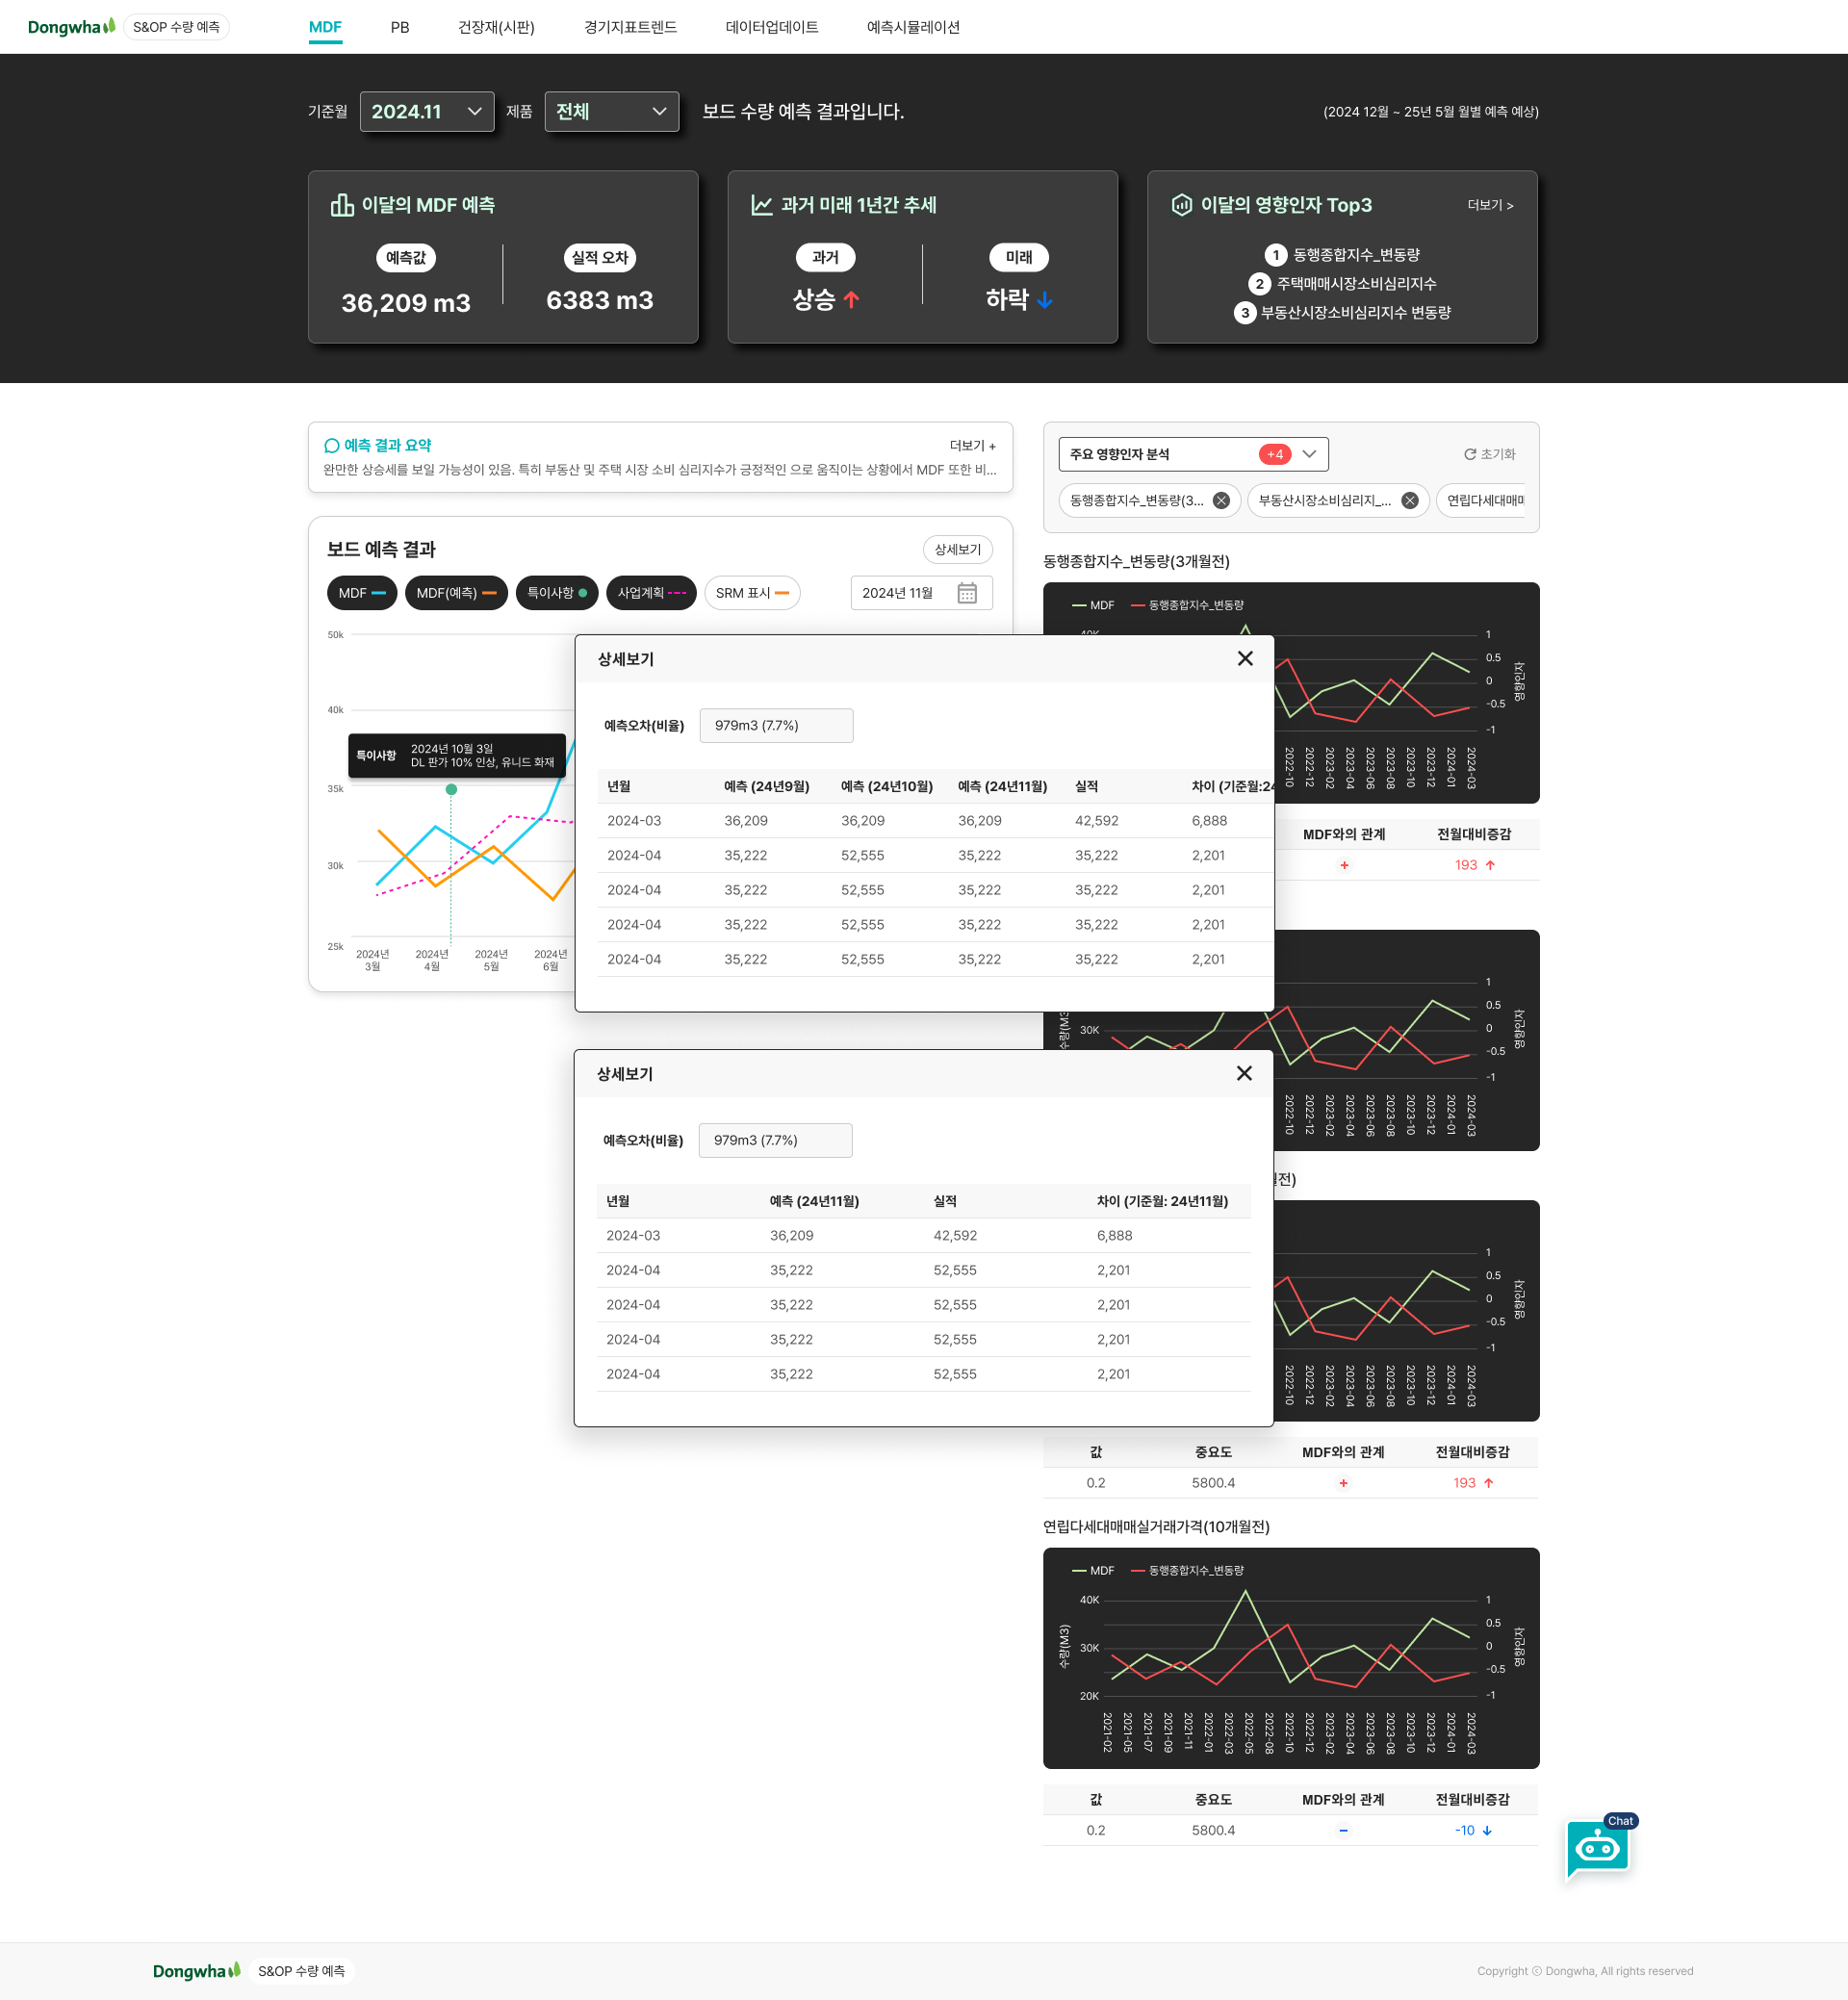 Dongwha S&OP 수량 예측
MDF PB 건장재(시판) 경기지표트렌드 데이터업데이트 예측시뮬레이션
기준월 2024.11 제품 전체 보드 수량 예측 결과입니다. (2024 12월 ~ 25년 5월 월별 예측 예상)
이달의 MDF 예측
예측값 실적 오차
36,209 m3 6383 m3
과거 미래 1년간 추세
과거 미래
상승 하락
이달의 영향인자 Top3 더보기 >
1 동행종합지수_변동량
2 주택매매시장소비심리지수
3 부동산시장소비심리지수 변동량
예측 결과 요약 더보기 +
완만한 상승세를 보일 가능성이 있음. 특히 부동산 및 주택 시장 소비 심리지수가 긍정적인 으로 움직이는 상황에서 MDF 또한 비...
보드 예측 결과 상세보기
MDF MDF(예측) 특이사항 사업계획 SRM 표시 2024년 11월
50k
40k
특이사항 2024년 10월 3일
DL 판가 10% 인상, 유니드 화재
35k
30k
25k
2024년 2024년 2024년 2024년
3월 4월 5월 6월
상세보기
예측오차(비율) 979m3 (7.7%)
년월 예측 (24년9월) 예측 (24년10월) 예측 (24년11월) 실적 차이 (기준월:24
2024-03 36,209 36,209 36,209 42,592 6,888
2024-04 35,222 52,555 35,222 35,222 2,201
2024-04 35,222 52,555 35,222 35,222 2,201
2024-04 35,222 52,555 35,222 35,222 2,201
2024-04 35,222 52,555 35,222 35,222 2,201
상세보기
예측오차(비율) 979m3 (7.7%)
년월 예측 (24년11월) 실적 차이 (기준월: 24년11월)
2024-03 36,209 42,592 6,888
2024-04 35,222 52,555 2,201
2024-04 35,222 52,555 2,201
2024-04 35,222 52,555 2,201
2024-04 35,222 52,555 2,201
주요 영향인자 분석 +4 초기화
동행종합지수_변동량(3... 부동산시장소비심리지_... 연립다세대매매
동행종합지수_변동량(3개월전)
MDF 동행종합지수_변동량
40K
1
0.5
0
-0.5
-1
영향인자
2022-10 2022-12 2023-02 2023-04 2023-06 2023-08 2023-10 2023-12 2024-01 2024-03
MDF와의 관계 전월대비증감
+ 193
수량(M3) 30K
1
0.5
0
-0.5
-1
영향인자
2022-10 2022-12 2023-02 2023-04 2023-06 2023-08 2023-10 2023-12 2024-01 2024-03
월전)
1
0.5
0
-0.5
-1
영향인자
2022-10 2022-12 2023-02 2023-04 2023-06 2023-08 2023-10 2023-12 2024-01 2024-03
값 중요도 MDF와의 관계 전월대비증감
0.2 5800.4 + 193
연립다세대매매실거래가격(10개월전)
MDF 동행종합지수_변동량
수량(M3)
40K
30K
20K
1
0.5
0
-0.5
-1
영향인자
2021-02 2021-05 2021-07 2021-09 2021-11 2022-01 2022-03 2022-05 2022-08 2022-10 2022-12 2023-02 2023-04 2023-06 2023-08 2023-10 2023-12 2024-01 2024-03
값 중요도 MDF와의 관계 전월대비증감
0.2 5800.4 − -10
Chat
Dongwha S&OP 수량 예측
Copyright ⓒ Dongwha, All rights reserved